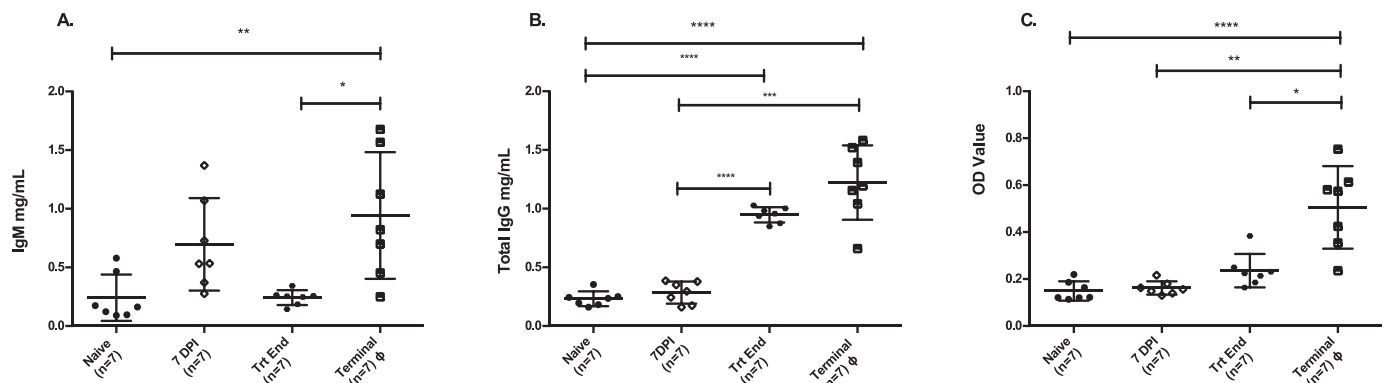 A.
**
*
IgM mg/mL
2.0
1.5
1.0
0.5
0.0
Naive
(n=7)
7 DPI
(n=7)
Trt End
(n=7)
Terminal
(n=7) ϕ
B.
****
****
***
****
Total IgG mg/mL
2.0
1.5
1.0
0.5
0.0
Naive
(n=7)
7DPI
(n=7)
Trt End
(n=7)
Terminal
(n=7) ϕ
C.
****
**
*
OD Value
1.0
0.8
0.6
0.4
0.2
0.0
Naive
(n=7)
7 DPI
(n=7)
Trt End
(n=7)
Terminal
(n=7) ϕ